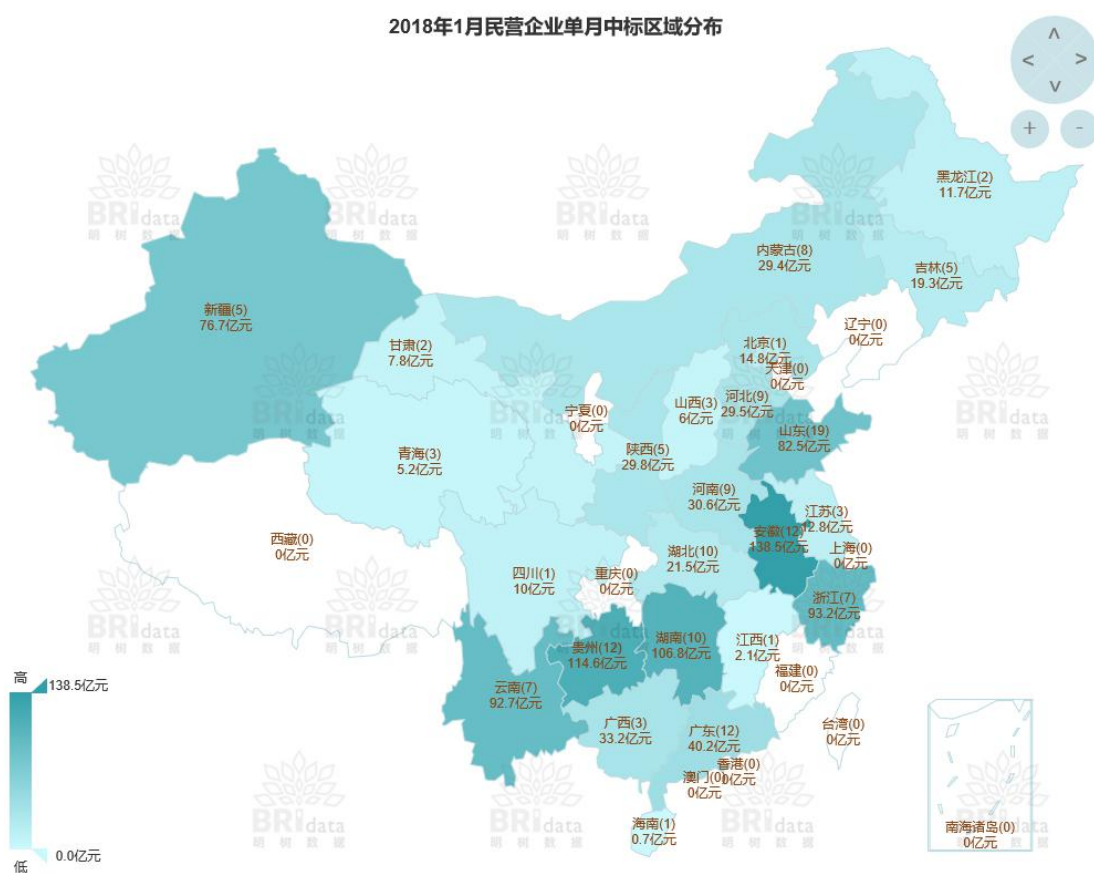 2018年1月民营企业单月中标区域分布
黑龙江(2)
11.7亿元
内蒙古(8)
29.4亿元
吉林(5)
19.3亿元
新疆(5)
76.7亿元
辽宁(0)
0亿元
甘肃(2)
7.8亿元
北京(1)
14.8亿元
天津(0)
0亿元
河北(9)
29.5亿元
山西(3)
6亿元
宁夏(0)
0亿元
山东(19)
82.5亿元
陕西(5)
29.8亿元
青海(3)
5.2亿元
河南(9)
30.6亿元
江苏(3)
12.8亿元
安徽(12)
138.5亿元
西藏(0)
0亿元
上海(0)
0亿元
湖北(10)
21.5亿元
四川(1)
10亿元
重庆(0)
0亿元
浙江(7)
93.2亿元
湖南(10)
106.8亿元
江西(1)
2.1亿元
贵州(12)
114.6亿元
福建(0)
0亿元
云南(7)
92.7亿元
台湾(0)
0亿元
广西(3)
33.2亿元
广东(12)
40.2亿元
香港(0)
0亿元
澳门(0)
0亿元
海南(1)
0.7亿元
南海诸岛(0)
0亿元
高
138.5亿元
0.0亿元
低
BRIdata
明树数据